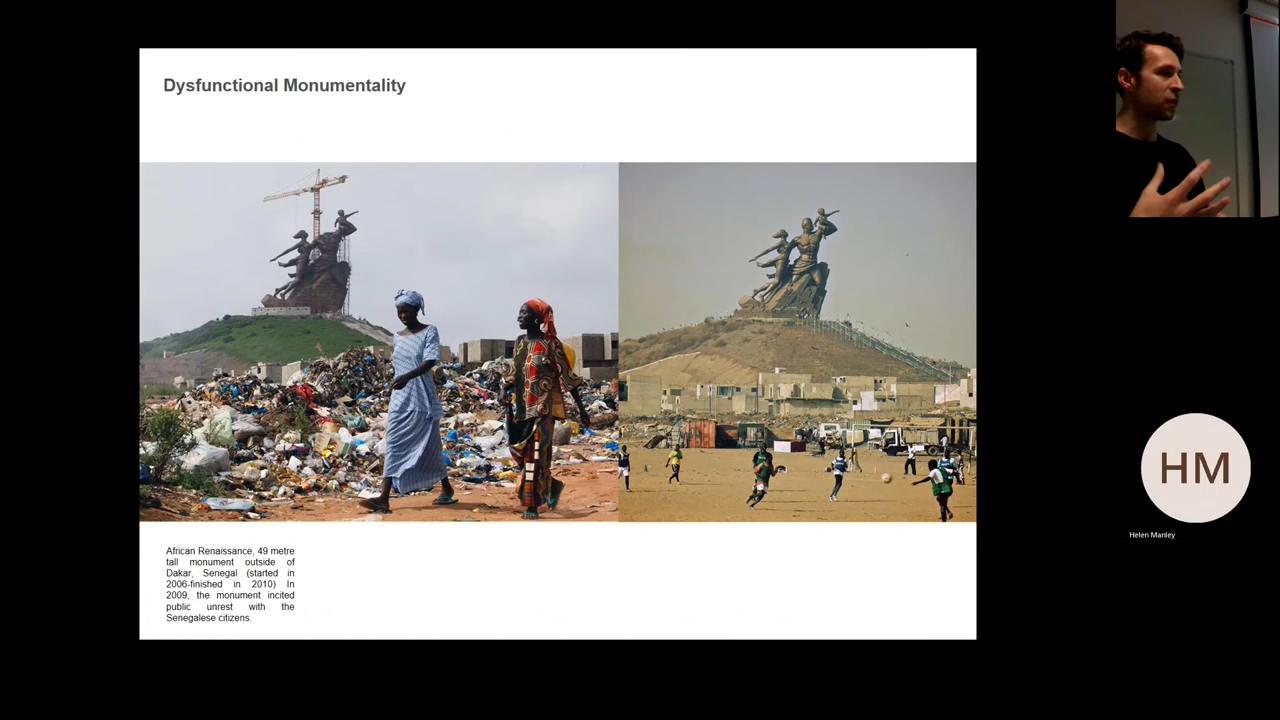 Dysfunctional Monumentality
African Renaissance, 49 metre
tall monument outside of
Dakar, Senegal (started in
2006-finished in 2010) In
2009, the monument incited
public unrest with the
Senegalese citizens.
HM
Helen Manley